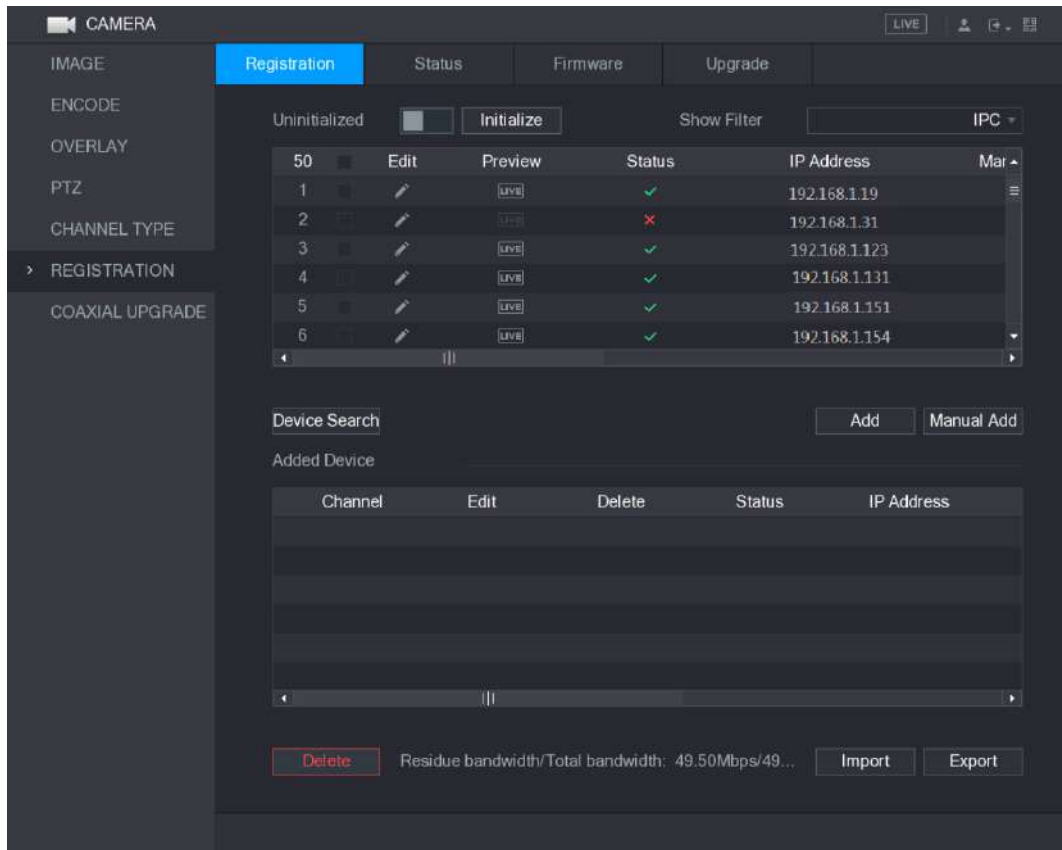 CAMERA LIVE
IMAGE
ENCODE
OVERLAY
PTZ
CHANNEL TYPE
REGISTRATION
COAXIAL UPGRADE
Registration Status Firmware Upgrade
Uninitialized Initialize Show Filter IPC
50 Edit Preview Status IP Address Mar
1 LIVE 192.168.1.19
2 LIVE 192.168.1.31
3 LIVE 192.168.1.123
4 LIVE 192.168.1.131
5 LIVE 192.168.1.151
6 LIVE 192.168.1.154
Device Search Add Manual Add
Added Device
Channel Edit Delete Status IP Address
Delete Residue bandwidth/Total bandwidth: 49.50Mbps/49... Import Export